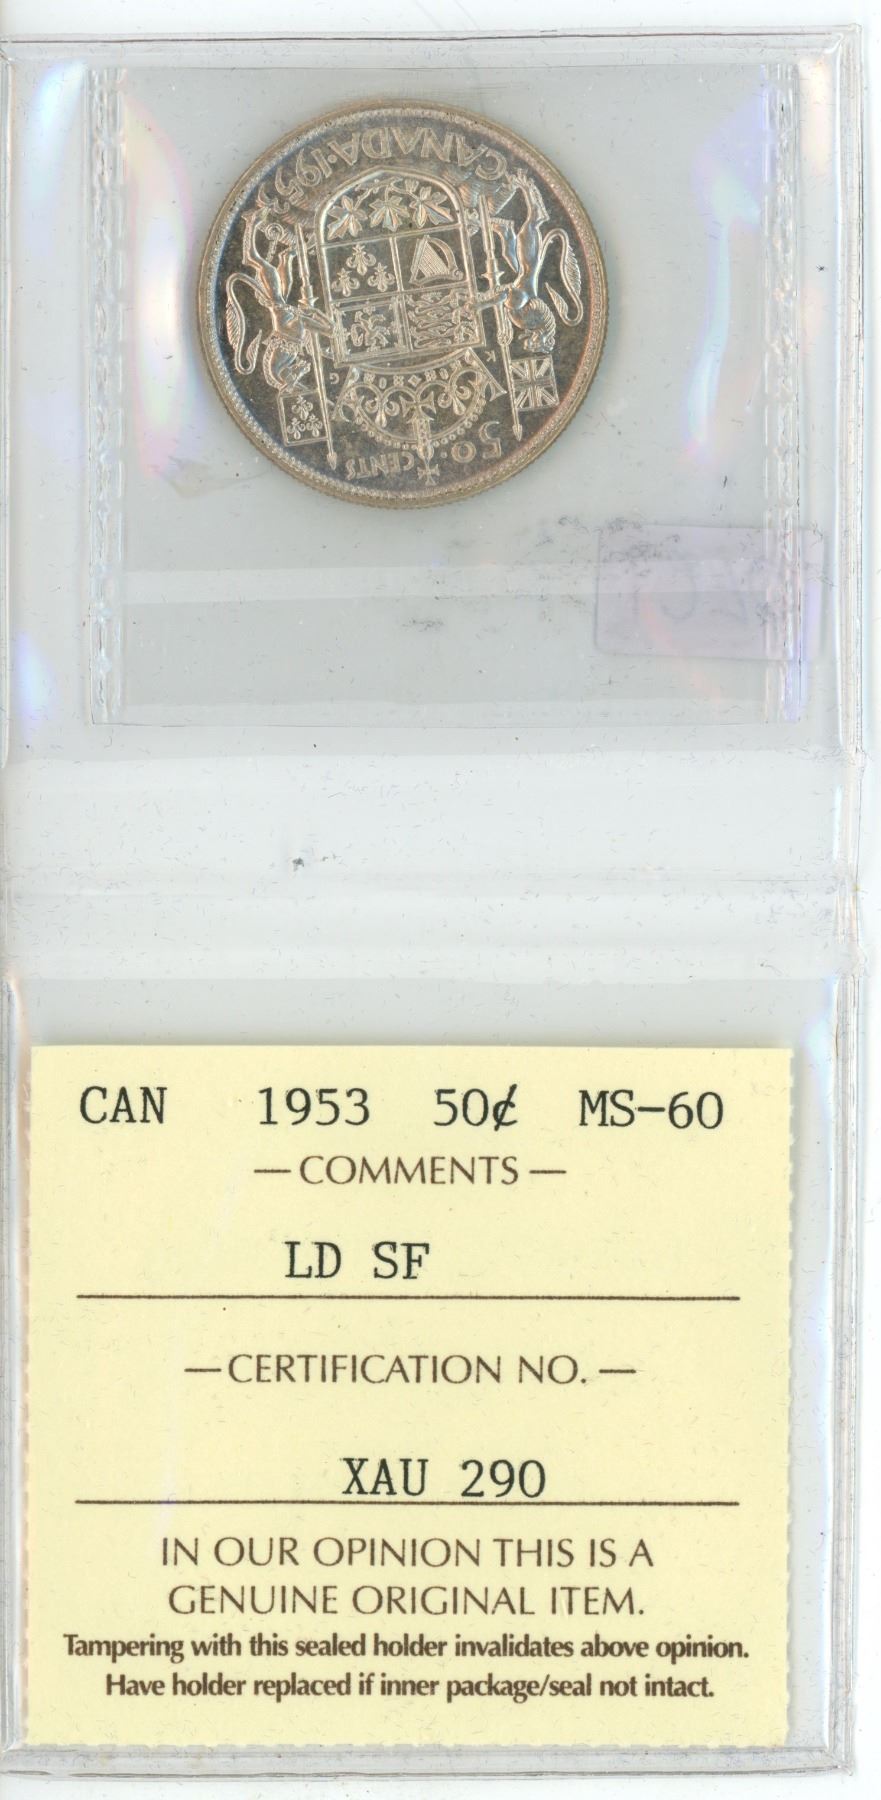 CANADA·1953
K G
50·CENTS
CAN 1953 50¢ MS-60
— COMMENTS —
LD SF
— CERTIFICATION NO. —
XAU 290
IN OUR OPINION THIS IS A
GENUINE ORIGINAL ITEM.
Tampering with this sealed holder invalidates above opinion.
Have holder replaced if inner package/seal not intact.